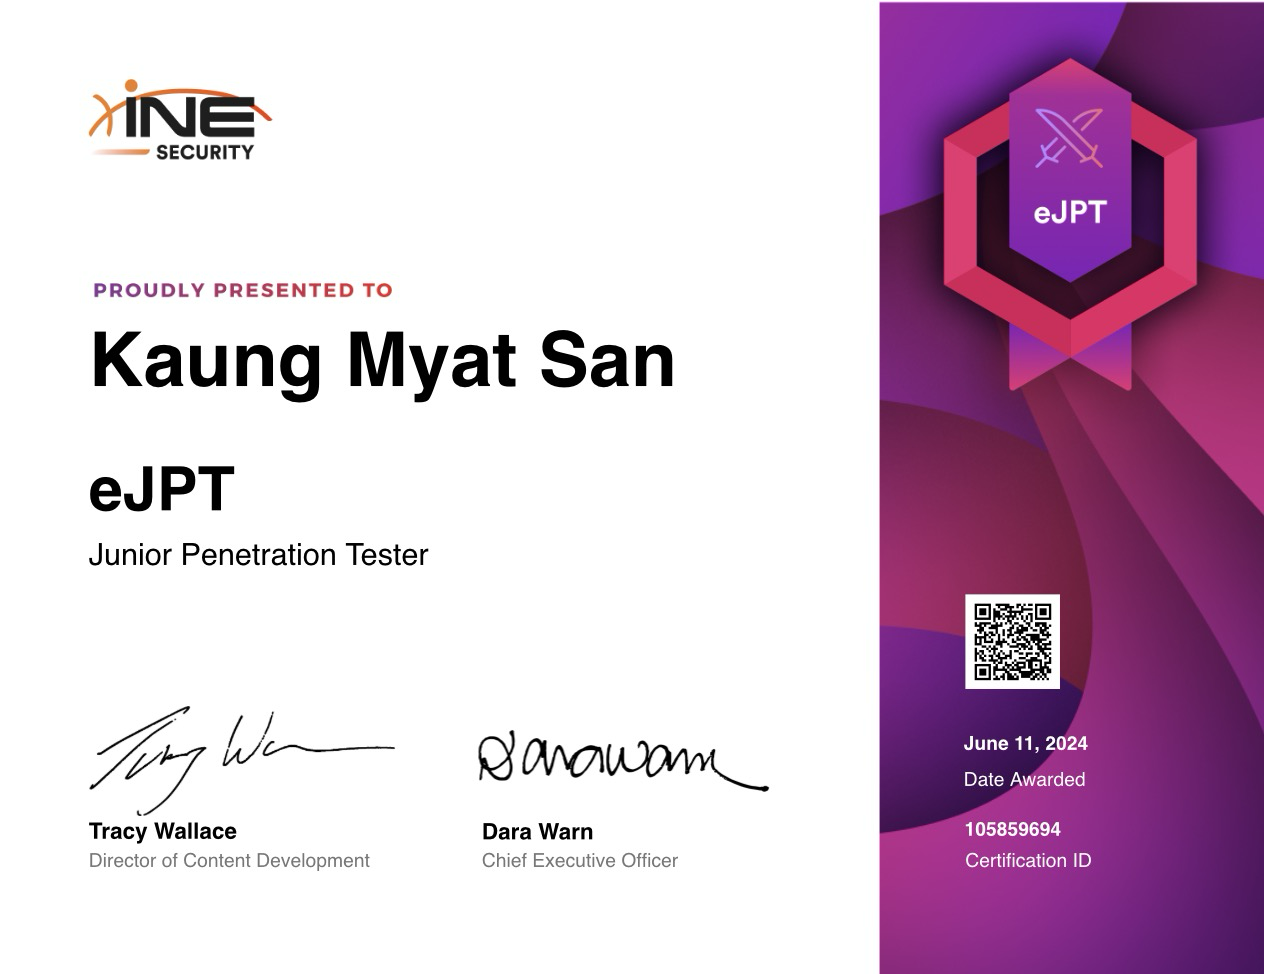 INE
SECURITY
PROUDLY PRESENTED TO
Kaung Myat San
eJPT
Junior Penetration Tester
Tracy Wallace
Director of Content Development
Dara Warn
Chief Executive Officer
eJPT
June 11, 2024
Date Awarded
105859694
Certification ID